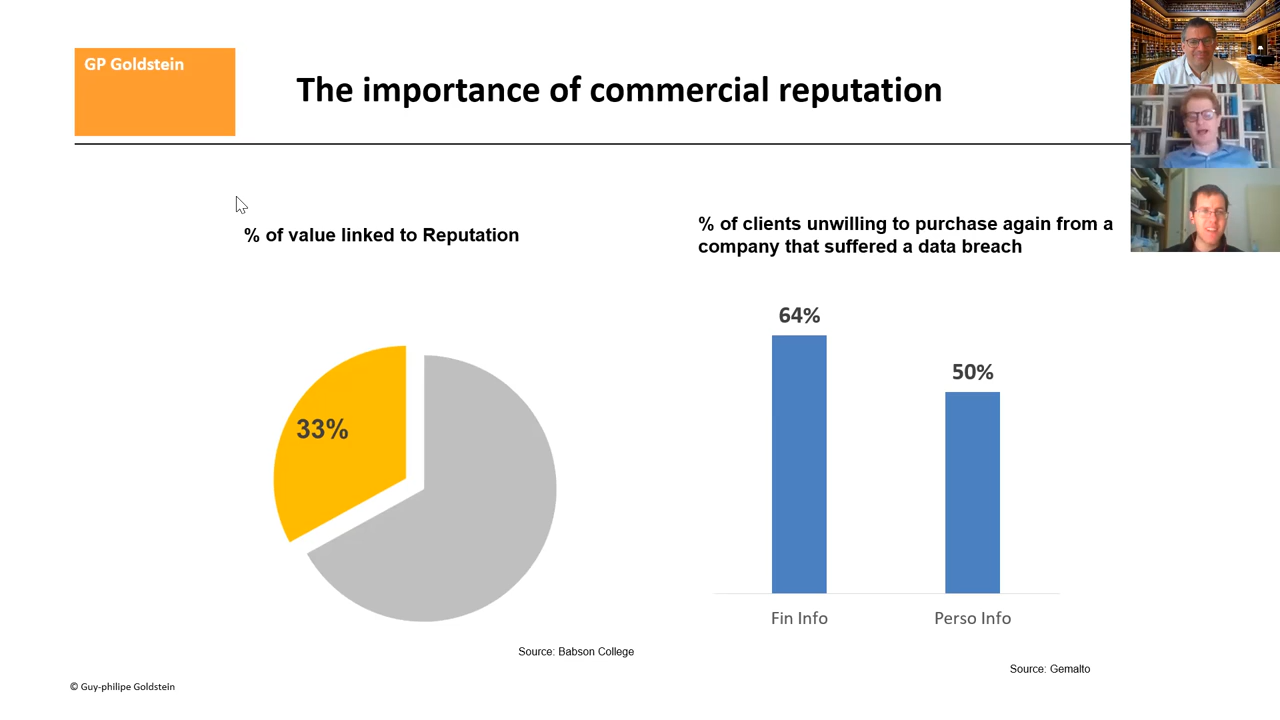 GP Goldstein
The importance of commercial reputation
% of value linked to Reputation
33%
Source: Babson College
% of clients unwilling to purchase again from a
company that suffered a data breach
64%
50%
Fin Info
Perso Info
Source: Gemalto
© Guy-philipe Goldstein